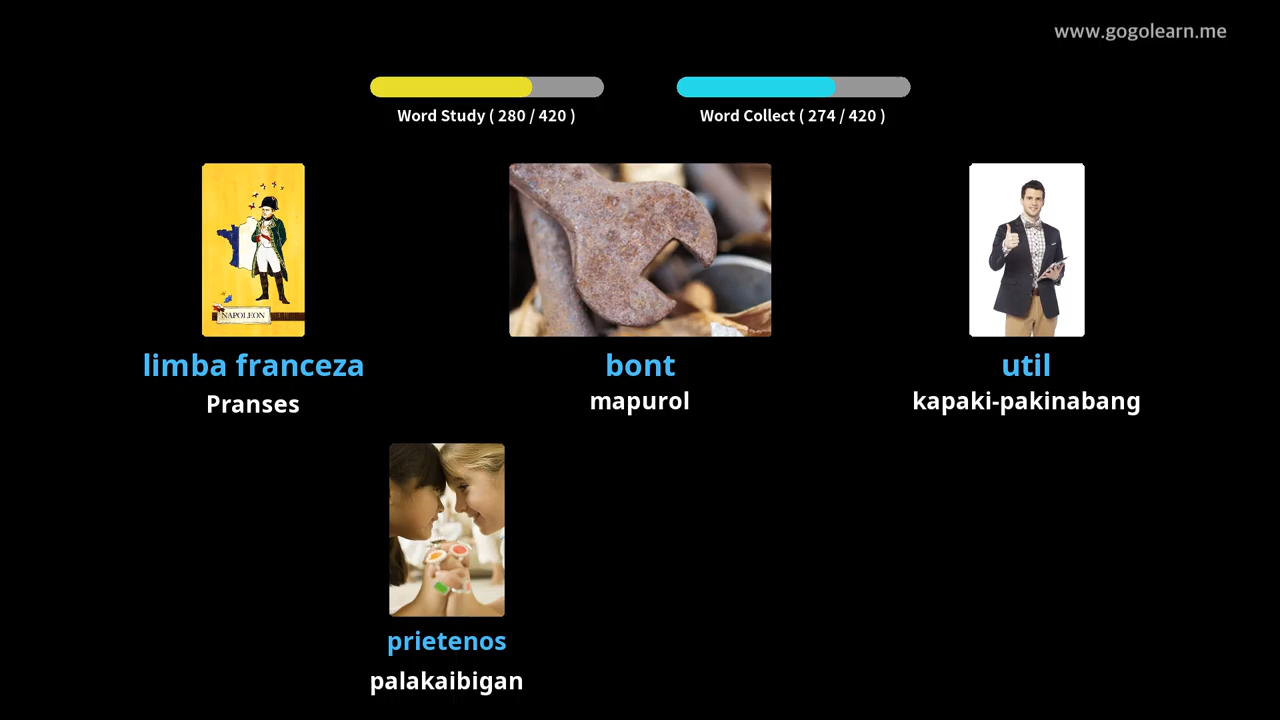 www.gogolearn.me
Word Study ( 280 / 420 )
Word Collect ( 274 / 420 )
NAPOLEON
limba franceza
bont
util
Pranses
mapurol
kapaki-pakinabang
prietenos
palakaibigan